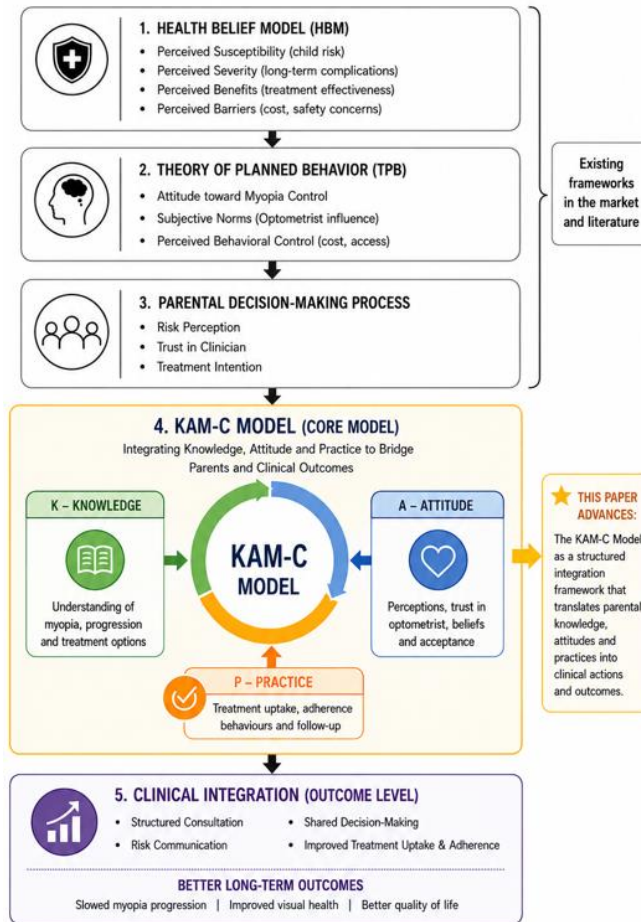 1. HEALTH BELIEF MODEL (HBM)
• Perceived Susceptibility (child risk)
• Perceived Severity (long-term complications)
• Perceived Benefits (treatment effectiveness)
• Perceived Barriers (cost, safety concerns)
2. THEORY OF PLANNED BEHAVIOR (TPB)
• Attitude toward Myopia Control
• Subjective Norms (Optometrist influence)
• Perceived Behavioral Control (cost, access)
3. PARENTAL DECISION-MAKING PROCESS
• Risk Perception
• Trust in Clinician
• Treatment Intention
Existing
frameworks
in the market
and literature
4. KAM-C MODEL (CORE MODEL)
Integrating Knowledge, Attitude and Practice to Bridge
Parents and Clinical Outcomes
K – KNOWLEDGE
Understanding of
myopia, progression
and treatment options
KAM-C
MODEL
A – ATTITUDE
Perceptions, trust in
optometrist, beliefs
and acceptance
P – PRACTICE
Treatment uptake, adherence
behaviours and follow-up
THIS PAPER
ADVANCES:
The KAM-C Model
as a structured
integration
framework that
translates parental
knowledge,
attitudes and
practices into
clinical actions
and outcomes.
5. CLINICAL INTEGRATION (OUTCOME LEVEL)
• Structured Consultation
• Shared Decision-Making
• Risk Communication
• Improved Treatment Uptake & Adherence
BETTER LONG-TERM OUTCOMES
Slowed myopia progression | Improved visual health | Better quality of life